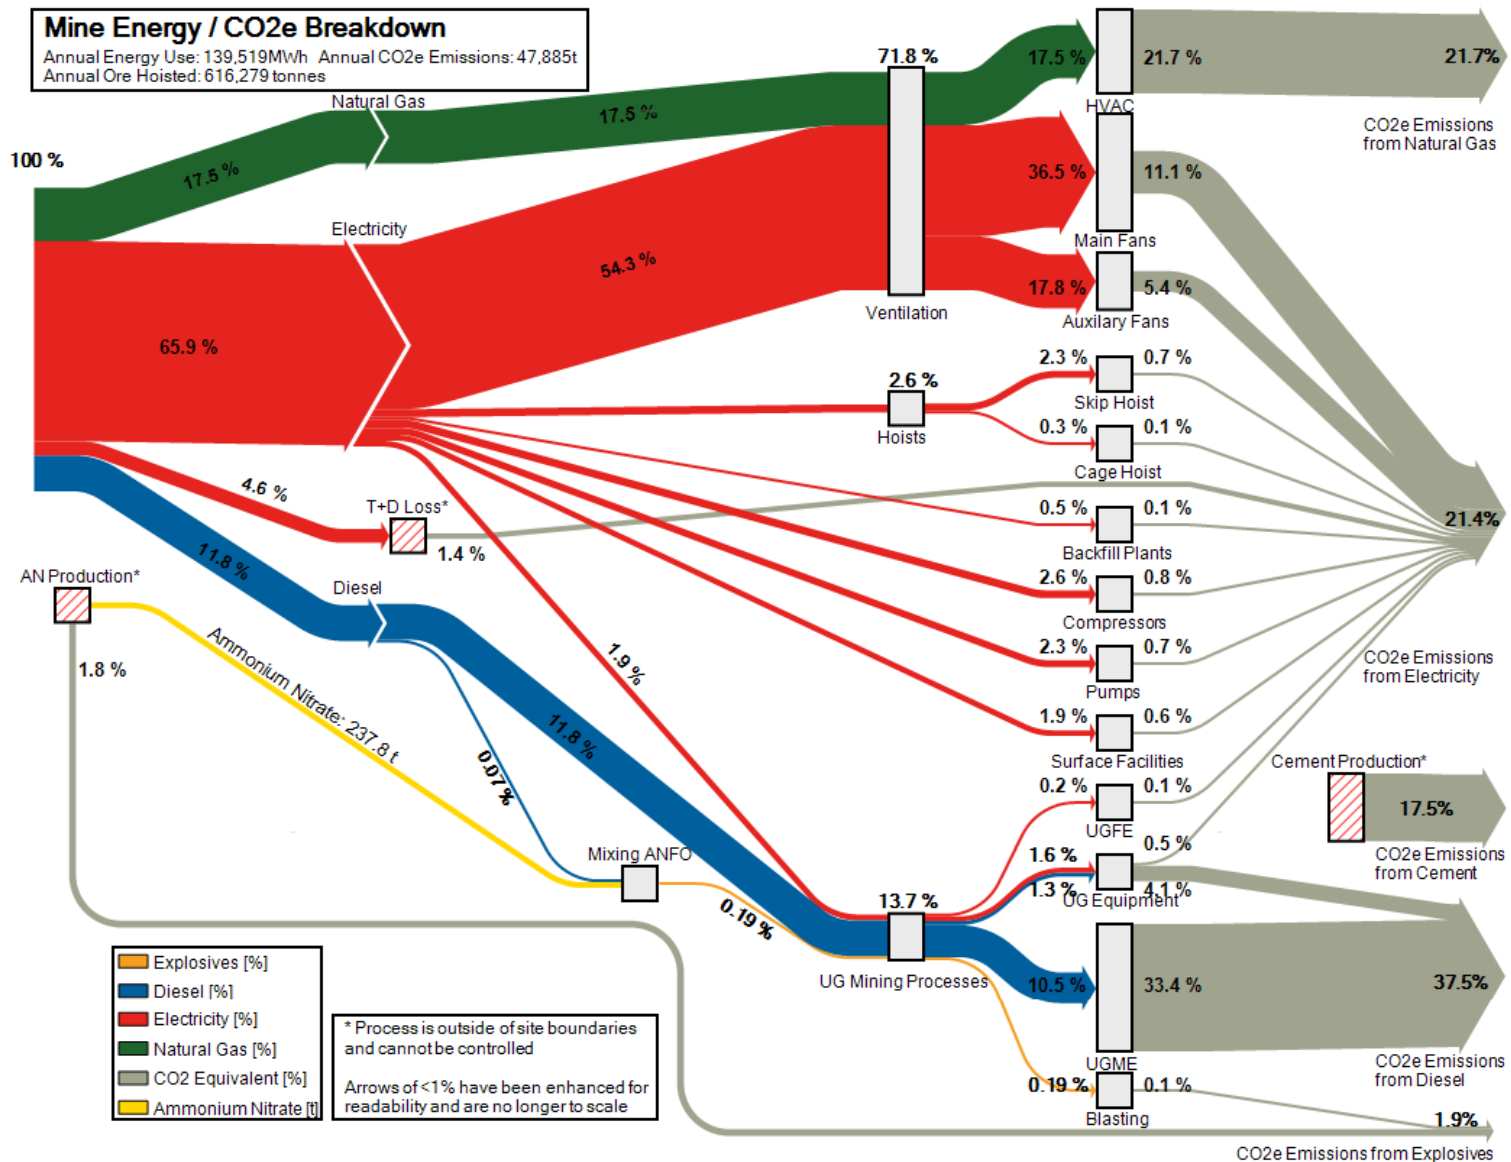 Mine Energy / CO2e Breakdown
Annual Energy Use: 139,519MWh Annual CO2e Emissions: 47,885t
Annual Ore Hoisted: 616,279 tonnes
100 %
17.5 %
Natural Gas
17.5 %
71.8 %
17.5 %
HVAC
21.7 %
21.7%
CO2e Emissions
from Natural Gas
65.9 %
Electricity
54.3 %
Ventilation
36.5 %
Main Fans
11.1 %
17.8 %
Auxilary Fans
5.4 %
2.6 %
Hoists
2.3 %
Skip Hoist
0.7 %
0.3 %
Cage Hoist
0.1 %
4.6 %
T+D Loss*
1.4 %
0.5 %
Backfill Plants
0.1 %
21.4%
2.6 %
Compressors
0.8 %
2.3 %
Pumps
0.7 %
CO2e Emissions
from Electricity
1.9 %
Surface Facilities
0.6 %
11.8 %
Diesel
AN Production*
1.8 %
Ammonium Nitrate: 237.8 t
0.07 %
11.8 %
1.9 %
Mixing ANFO
0.19 %
13.7 %
UG Mining Processes
0.2 %
UGFE
0.1 %
Cement Production*
17.5%
CO2e Emissions
from Cement
1.6 %
1.3 %
UG Equipment
0.5 %
4.1 %
10.5 %
UGME
33.4 %
37.5%
CO2e Emissions
from Diesel
0.19 %
Blasting
0.1 %
1.9%
CO2e Emissions from Explosives
Explosives [%]
Diesel [%]
Electricity [%]
Natural Gas [%]
CO2 Equivalent [%]
Ammonium Nitrate [t]
* Process is outside of site boundaries
and cannot be controlled
Arrows of <1% have been enhanced for
readability and are no longer to scale